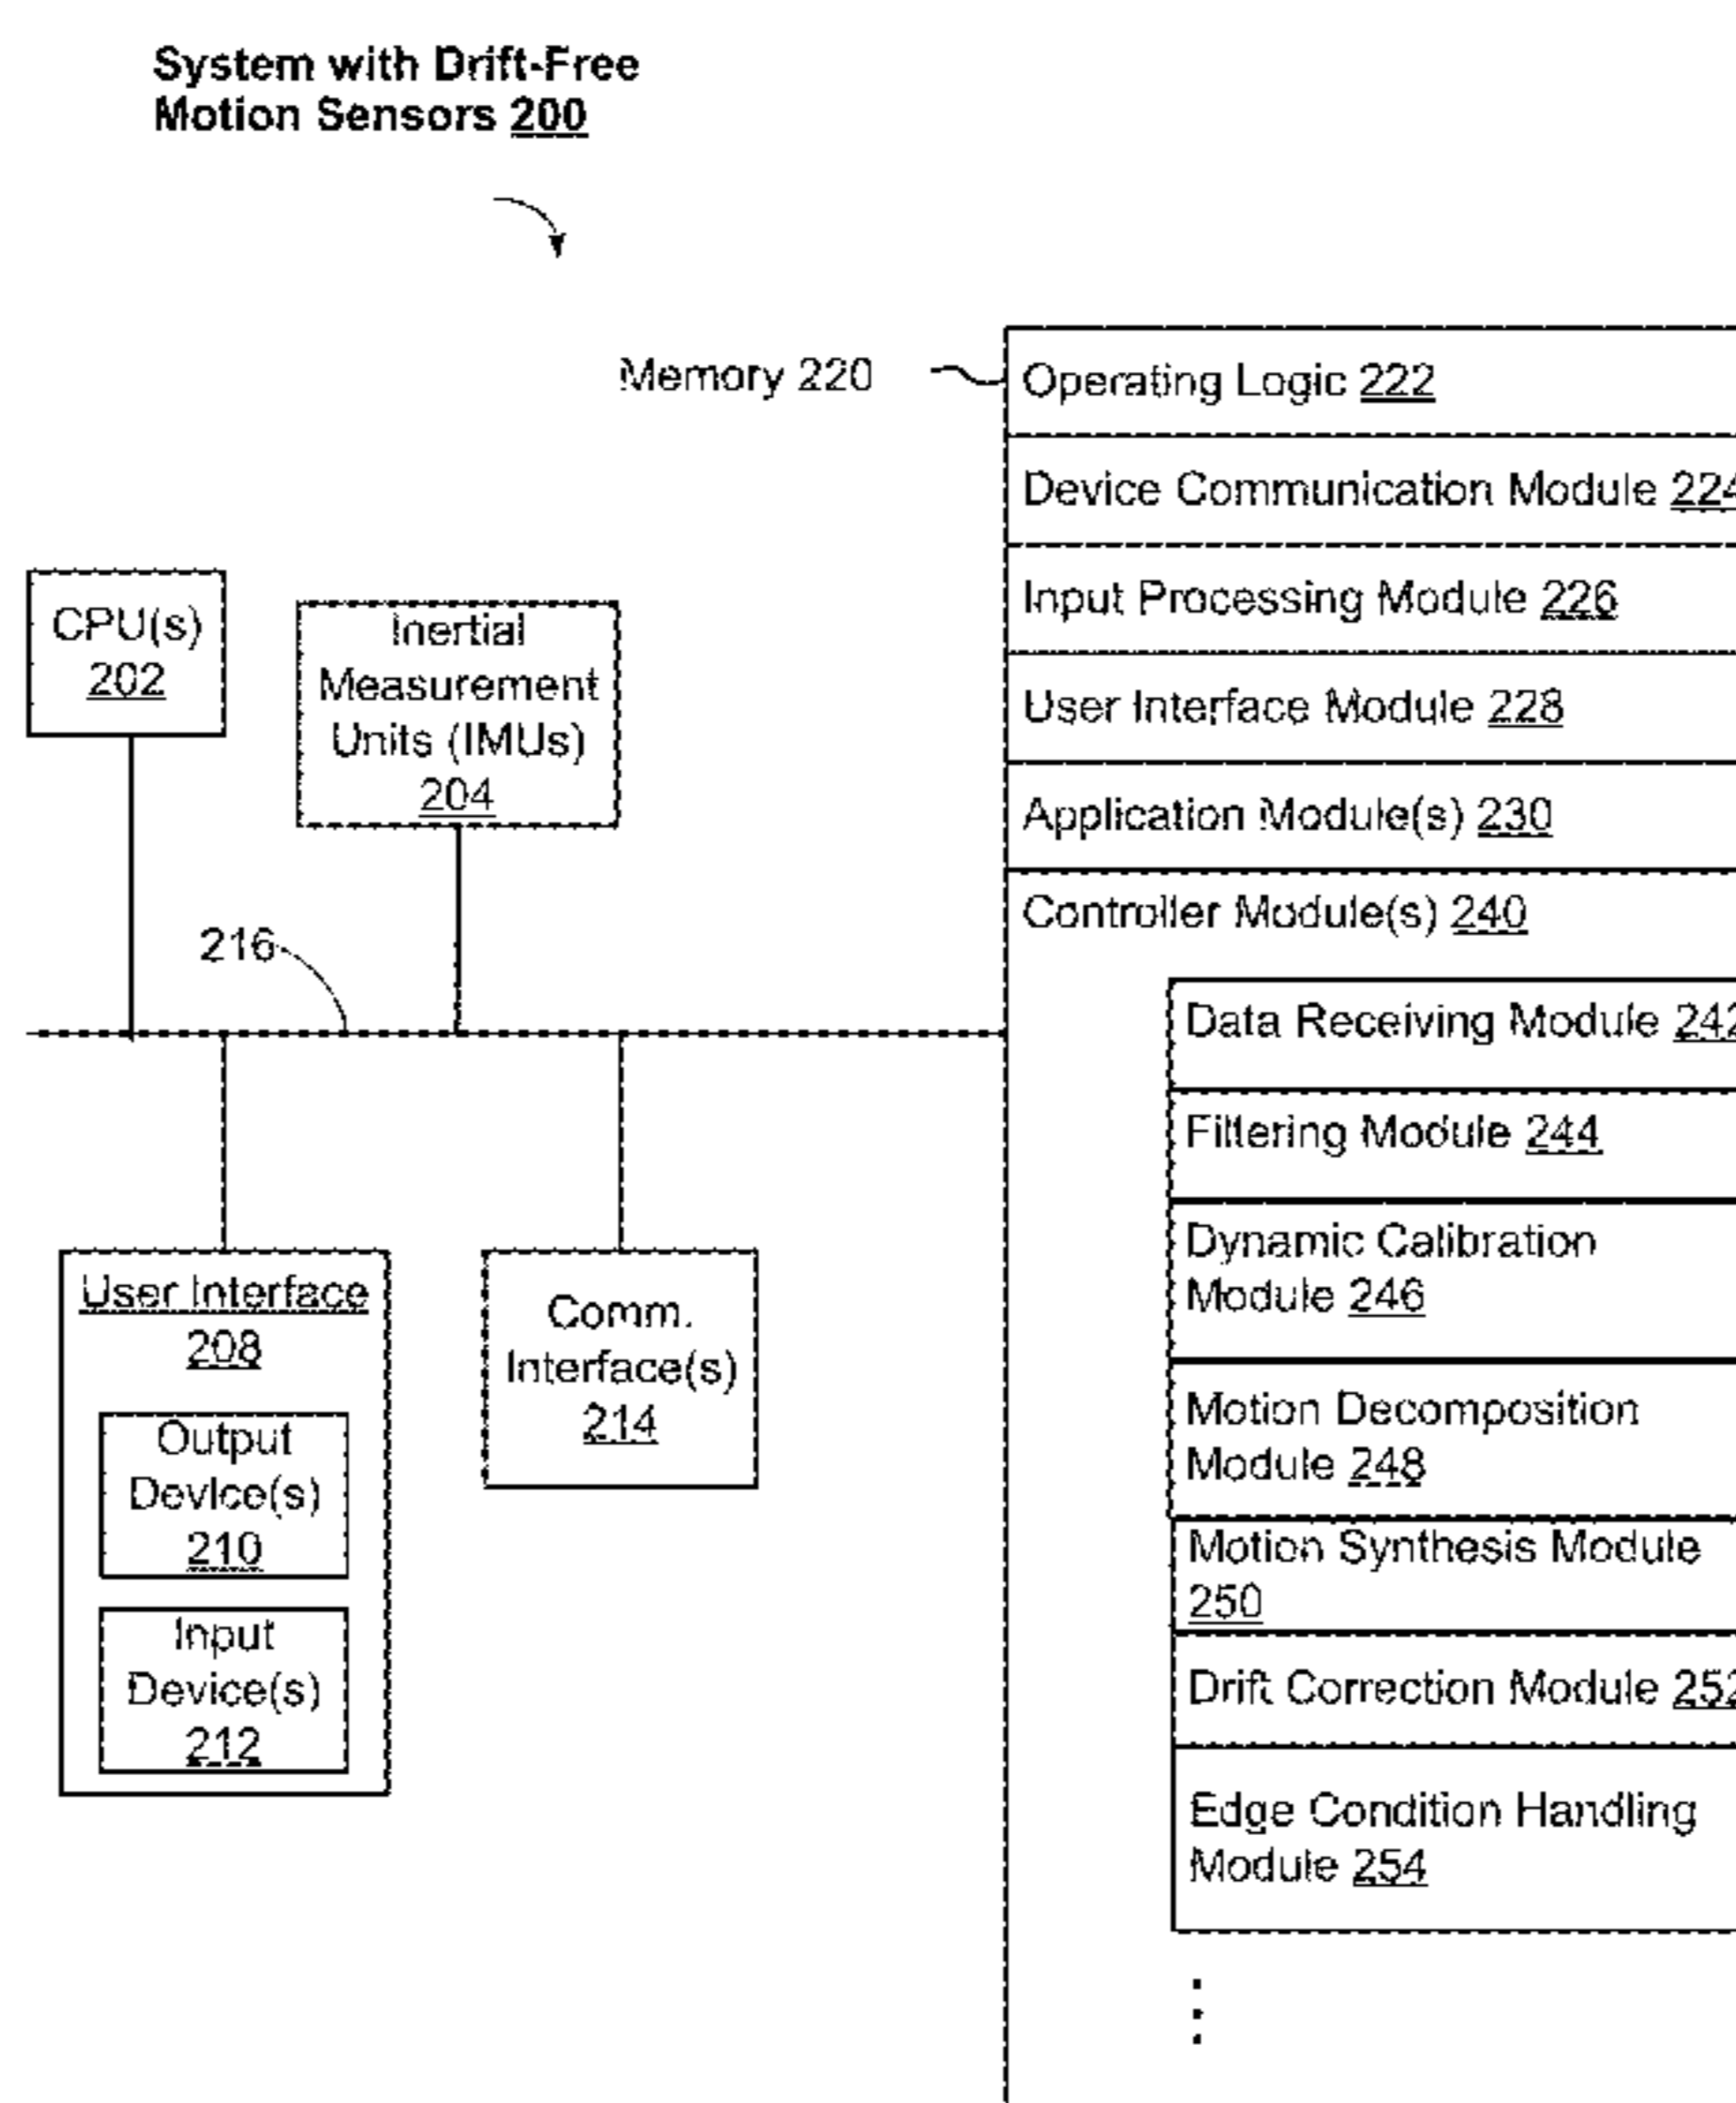 System with Drift-Free
Motion Sensors 200
Memory 220
Operating Logic 222
Device Communication Module 224
Input Processing Module 226
User Interface Module 228
Application Module(s) 230
Controller Module(s) 240
Data Receiving Module 242
Filtering Module 244
Dynamic Calibration
Module 246
Motion Decomposition
Module 248
Motion Synthesis Module
250
Drift Correction Module 252
Edge Condition Handling
Module 254
CPU(s)
202
Inertial
Measurement
Units (IMUs)
204
216
User Interface
208
Output
Device(s)
210
Input
Device(s)
212
Comm.
Interface(s)
214